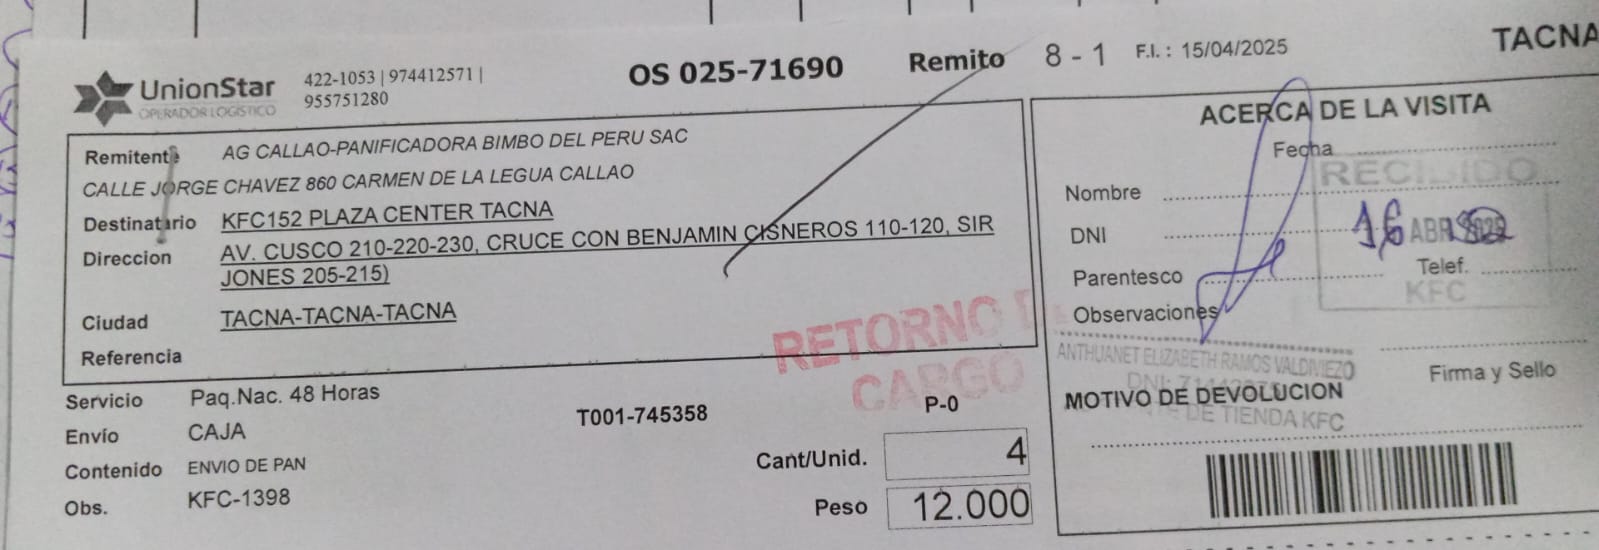 UnionStar
OPERADOR LOGÍSTICO
422-1053 | 974412571 |
955751280
OS 025-71690
Remito 8 - 1
F.I. : 15/04/2025
TACNA
Remitente AG CALLAO-PANIFICADORA BIMBO DEL PERU SAC
CALLE JORGE CHAVEZ 860 CARMEN DE LA LEGUA CALLAO
Destinatario KFC152 PLAZA CENTER TACNA
Direccion AV. CUSCO 210-220-230, CRUCE CON BENJAMIN CISNEROS 110-120, SIR
JONES 205-215)
Ciudad TACNA-TACNA-TACNA
Referencia
RETORNO
CARGO
Servicio Paq.Nac. 48 Horas
Envío CAJA
Contenido ENVIO DE PAN
Obs. KFC-1398
T001-745358
P-0
Cant/Unid. 4
Peso 12.000
ACERCA DE LA VISITA
Fecha
RECIBIDO
Nombre
DNI
16 ABR
Parentesco
Telef.
KFC
Observaciones
ANTHUANET ELIZABETH RAMOS VALDIVIEZO
DNI:
Firma y Sello
MOTIVO DE DEVOLUCION
DE TIENDA KFC